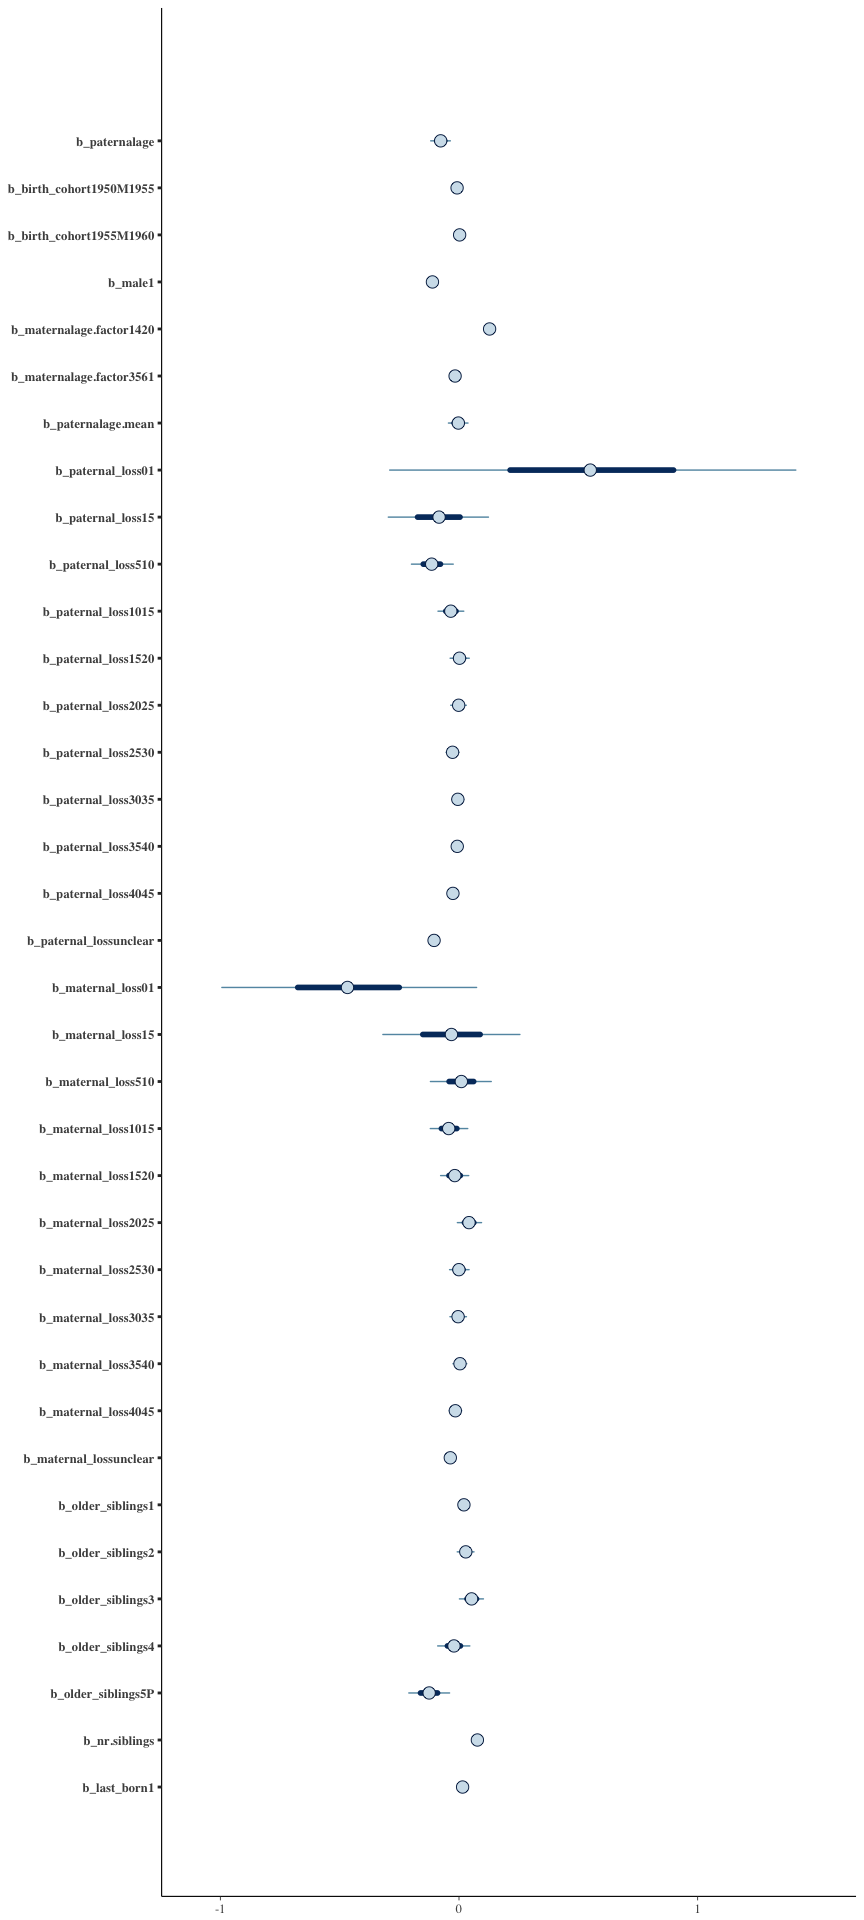 b_paternalage
b_birth_cohort1950M1955
b_birth_cohort1955M1960
b_male1
b_maternalage.factor1420
b_maternalage.factor3561
b_paternalage.mean
b_paternal_loss01
b_paternal_loss15
b_paternal_loss510
b_paternal_loss1015
b_paternal_loss1520
b_paternal_loss2025
b_paternal_loss2530
b_paternal_loss3035
b_paternal_loss3540
b_paternal_loss4045
b_paternal_lossunclear
b_maternal_loss01
b_maternal_loss15
b_maternal_loss510
b_maternal_loss1015
b_maternal_loss1520
b_maternal_loss2025
b_maternal_loss2530
b_maternal_loss3035
b_maternal_loss3540
b_maternal_loss4045
b_maternal_lossunclear
b_older_siblings1
b_older_siblings2
b_older_siblings3
b_older_siblings4
b_older_siblings5P
b_nr.siblings
b_last_born1
-1 0 1